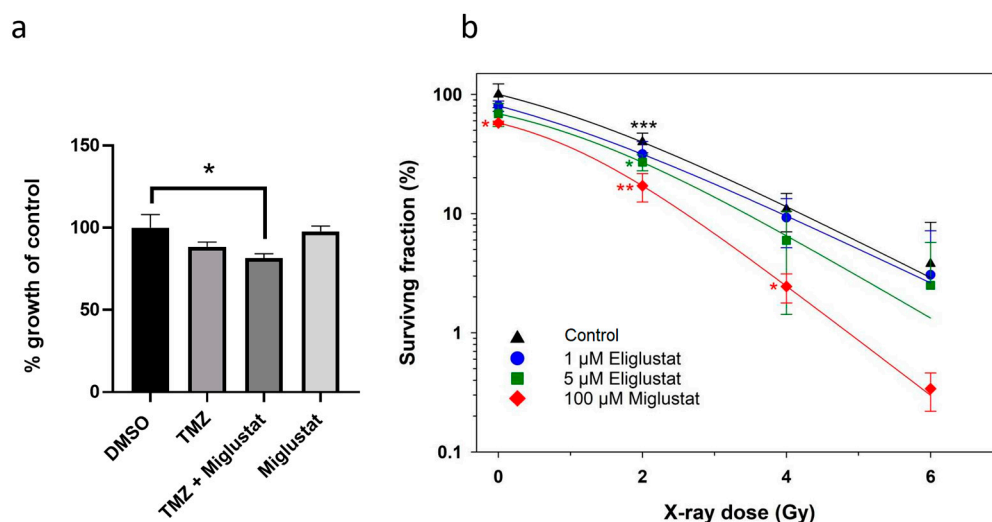 a
% growth of control
150
100
50
0
*
DMSO
TMZ
TMZ + Miglustat
Miglustat
b
Survivng fraction (%)
100
10
1
0.1
*
***
*
**
*
Control
1 µM Eliglustat
5 µM Eliglustat
100 µM Miglustat
0
2
4
6
X-ray dose (Gy)